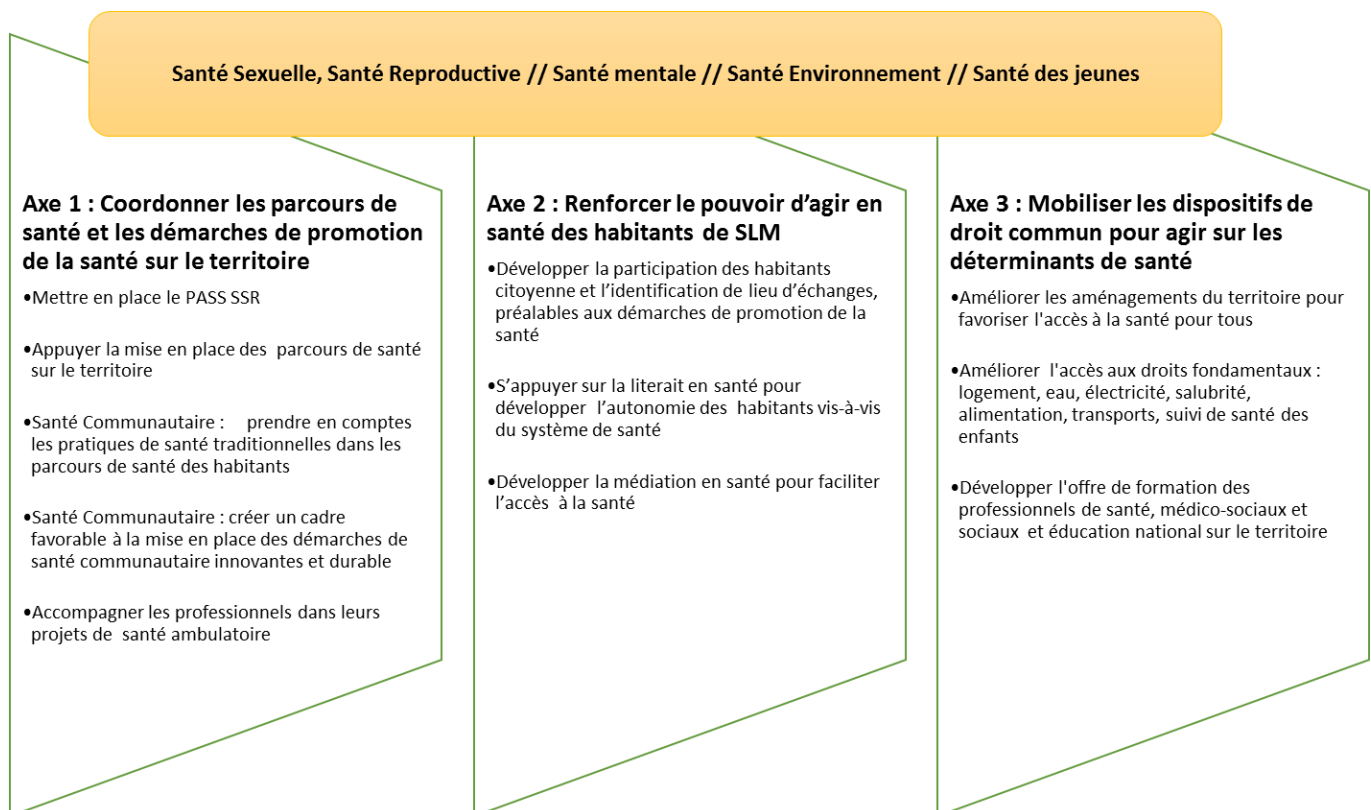 Santé Sexuelle, Santé Reproductive // Santé mentale // Santé Environnement // Santé des jeunes
Axe 1 : Coordonner les parcours de
santé et les démarches de promotion
de la santé sur le territoire
•Mettre en place le PASS SSR
•Appuyer la mise en place des parcours de santé
sur le territoire
•Santé Communautaire : prendre en comptes
les pratiques de santé traditionnelles dans les
parcours de santé des habitants
•Santé Communautaire : créer un cadre
favorable à la mise en place des démarches de
santé communautaire innovantes et durable
•Accompagner les professionnels dans leurs
projets de santé ambulatoire
Axe 2 : Renforcer le pouvoir d’agir en
santé des habitants de SLM
•Développer la participation des habitants
citoyenne et l’identification de lieu d’échanges,
préalables aux démarches de promotion de la
santé
•S’appuyer sur la literait en santé pour
développer l’autonomie des habitants vis-à-vis
du système de santé
•Développer la médiation en santé pour faciliter
l’accès à la santé
Axe 3 : Mobiliser les dispositifs de
droit commun pour agir sur les
déterminants de santé
•Améliorer les aménagements du territoire pour
favoriser l'accès à la santé pour tous
•Améliorer l'accès aux droits fondamentaux :
logement, eau, électricité, salubrité,
alimentation, transports, suivi de santé des
enfants
•Développer l'offre de formation des
professionnels de santé, médico-sociaux et
sociaux et éducation national sur le territoire